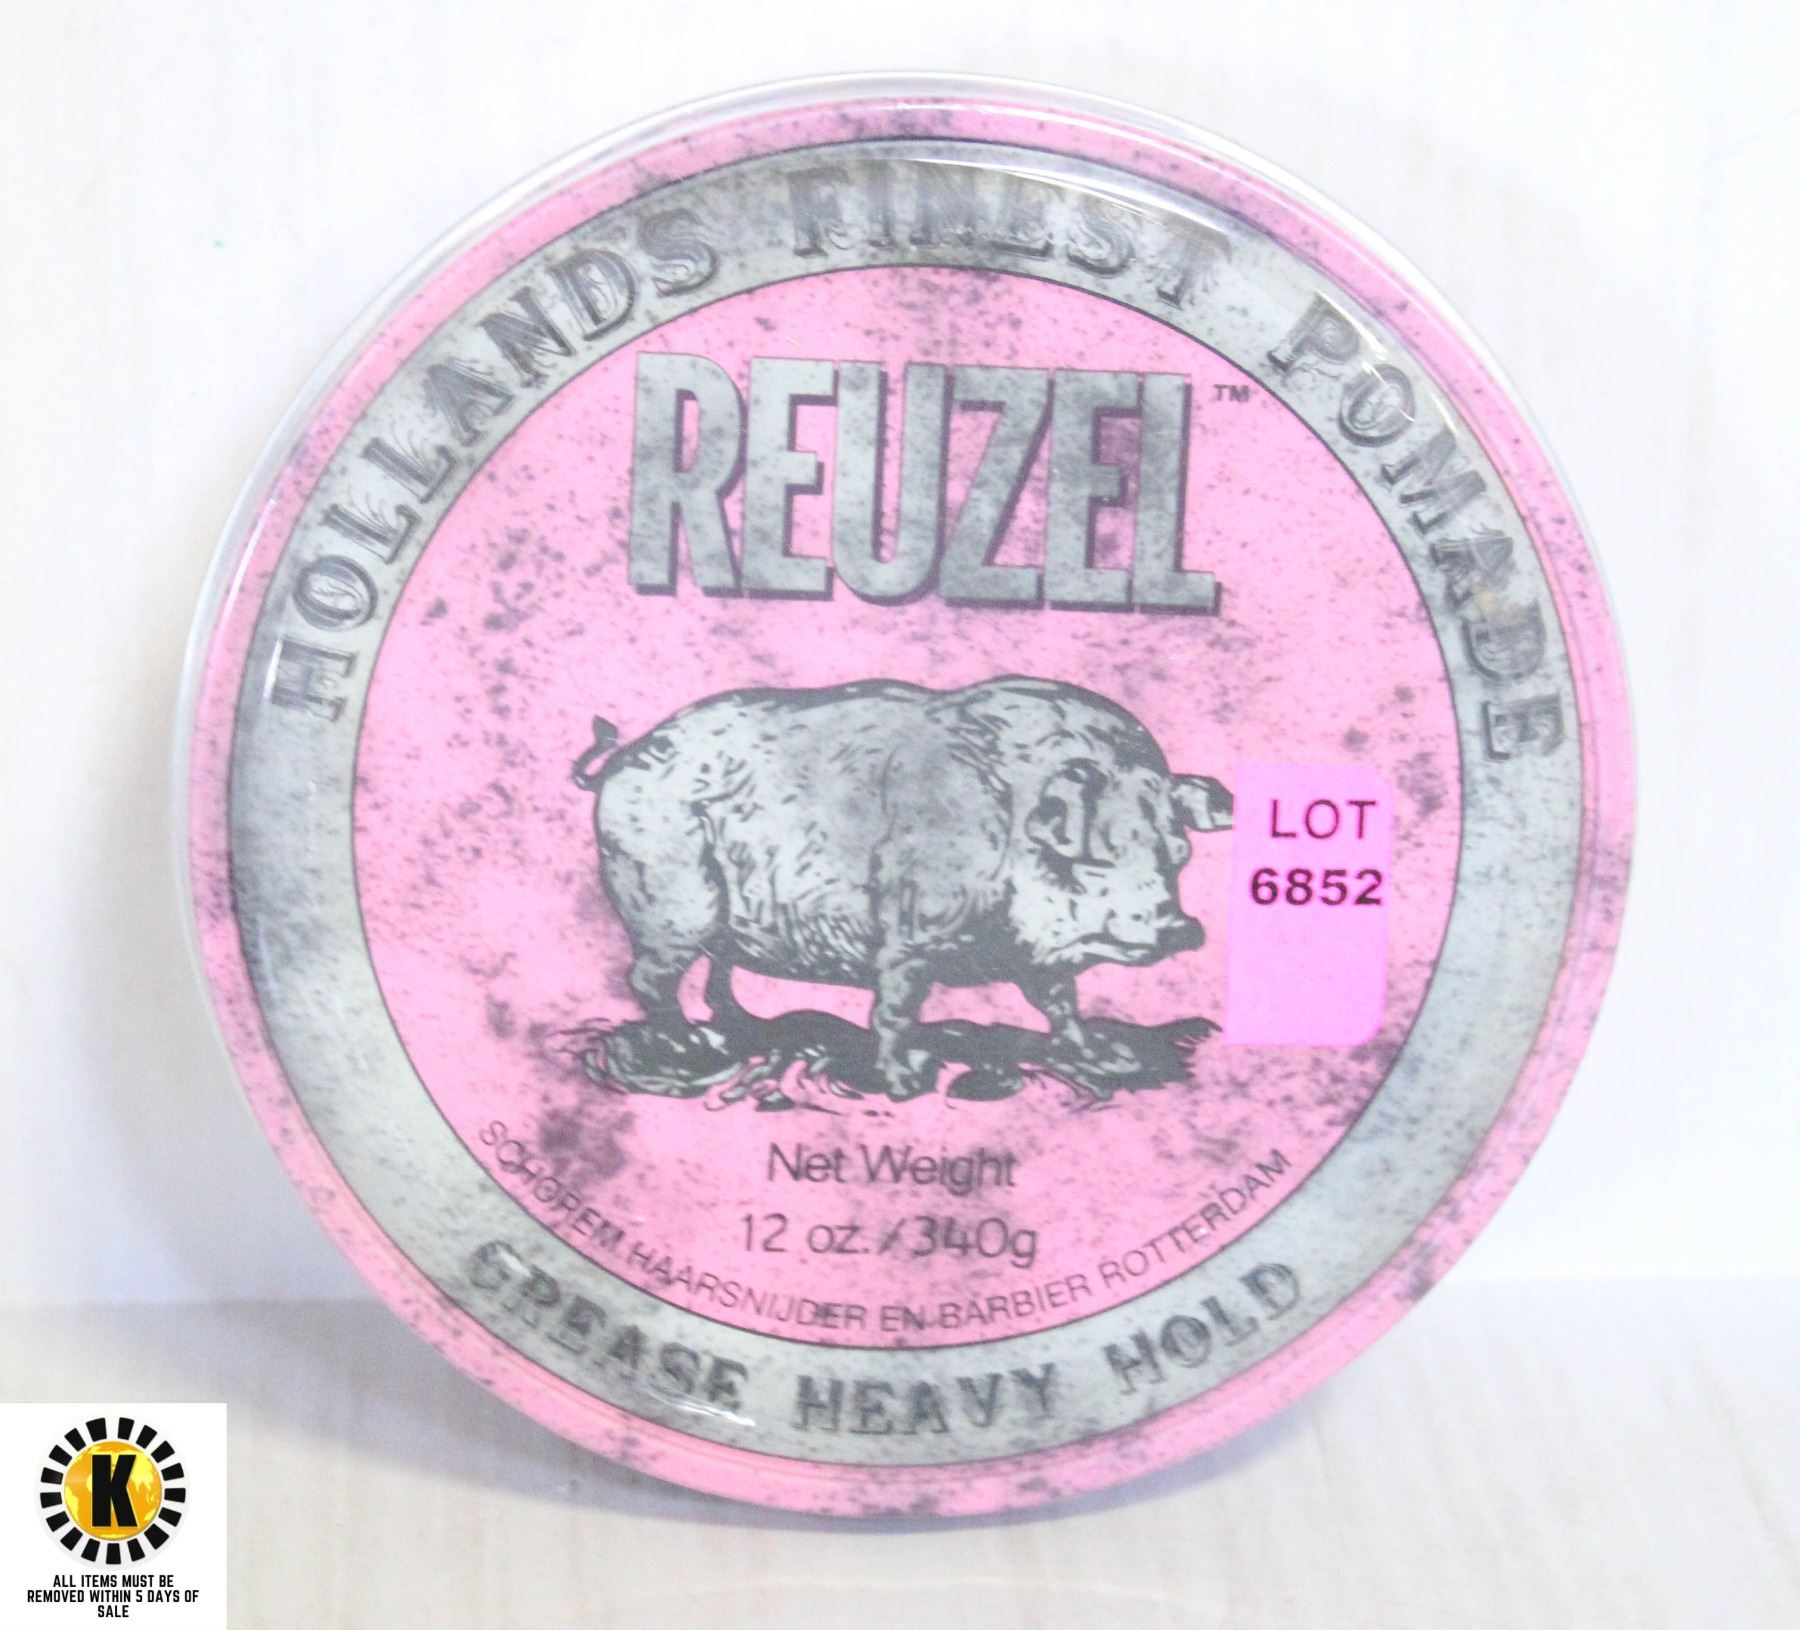 HOLLANDS FINEST POMADE
REUZEL™
LOT
6852
Net Weight
12 oz./340g
SCHOREM HAARSNIJDER EN BARBIER ROTTERDAM
GREASE HEAVY HOLD
K
ALL ITEMS MUST BE
REMOVED WITHIN 5 DAYS OF
SALE